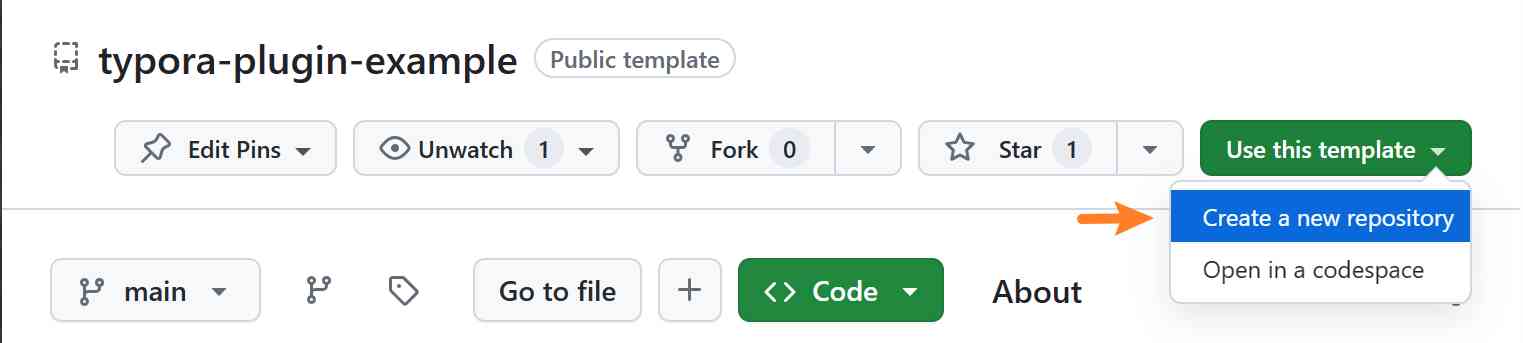 typora-plugin-example Public template
Edit Pins Unwatch 1 Fork 0 Star 1 Use this template
Create a new repository
Open in a codespace
main Go to file + Code About